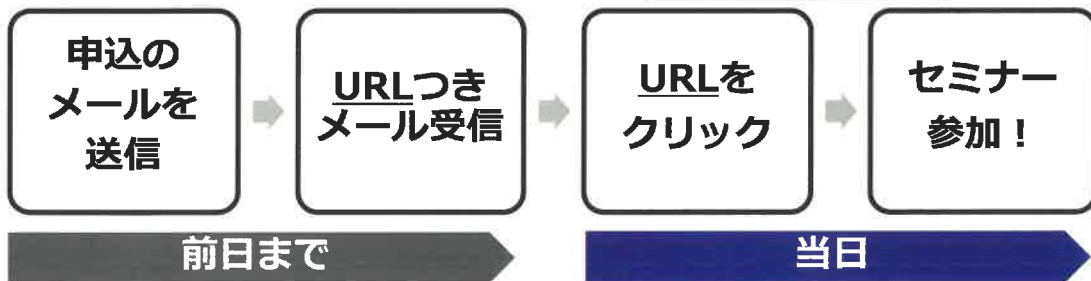 申込の
メールを
送信
URLつき
メール受信
URLを
クリック
セミナー
参加！
前日まで
当日